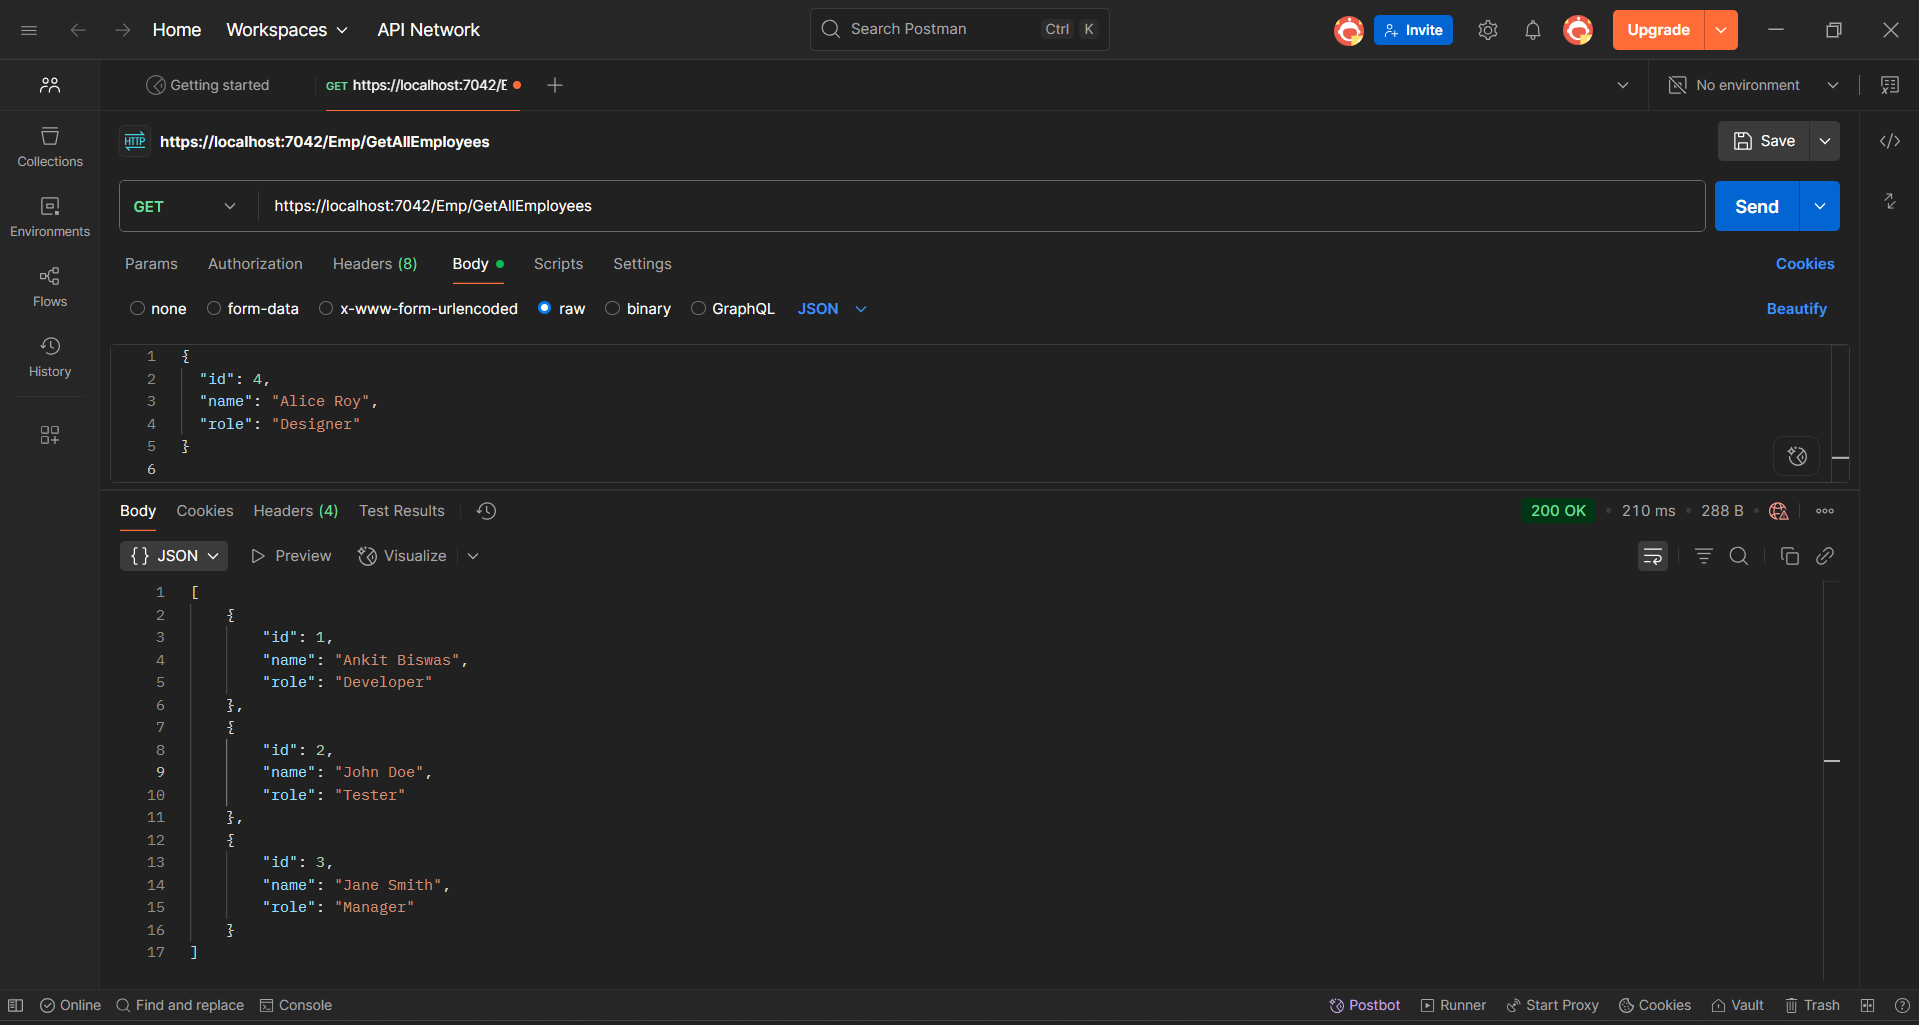 Home Workspaces API Network Search Postman Ctrl K Invite Upgrade
Getting started GET https://localhost:7042/E No environment
HTTP https://localhost:7042/Emp/GetAllEmployees Save
GET https://localhost:7042/Emp/GetAllEmployees Send
Collections
Environments
Flows
History
Params Authorization Headers (8) Body Scripts Settings Cookies
none form-data x-www-form-urlencoded raw binary GraphQL JSON Beautify
1 {
2 "id": 4,
3 "name": "Alice Roy",
4 "role": "Designer"
5 }
6
Body Cookies Headers (4) Test Results 200 OK • 210 ms • 288 B •
{} JSON Preview Visualize
1 [
2 {
3 "id": 1,
4 "name": "Ankit Biswas",
5 "role": "Developer"
6 },
7 {
8 "id": 2,
9 "name": "John Doe",
10 "role": "Tester"
11 },
12 {
13 "id": 3,
14 "name": "Jane Smith",
15 "role": "Manager"
16 }
17 ]
Online Find and replace Console Postbot Runner Start Proxy Cookies Vault Trash